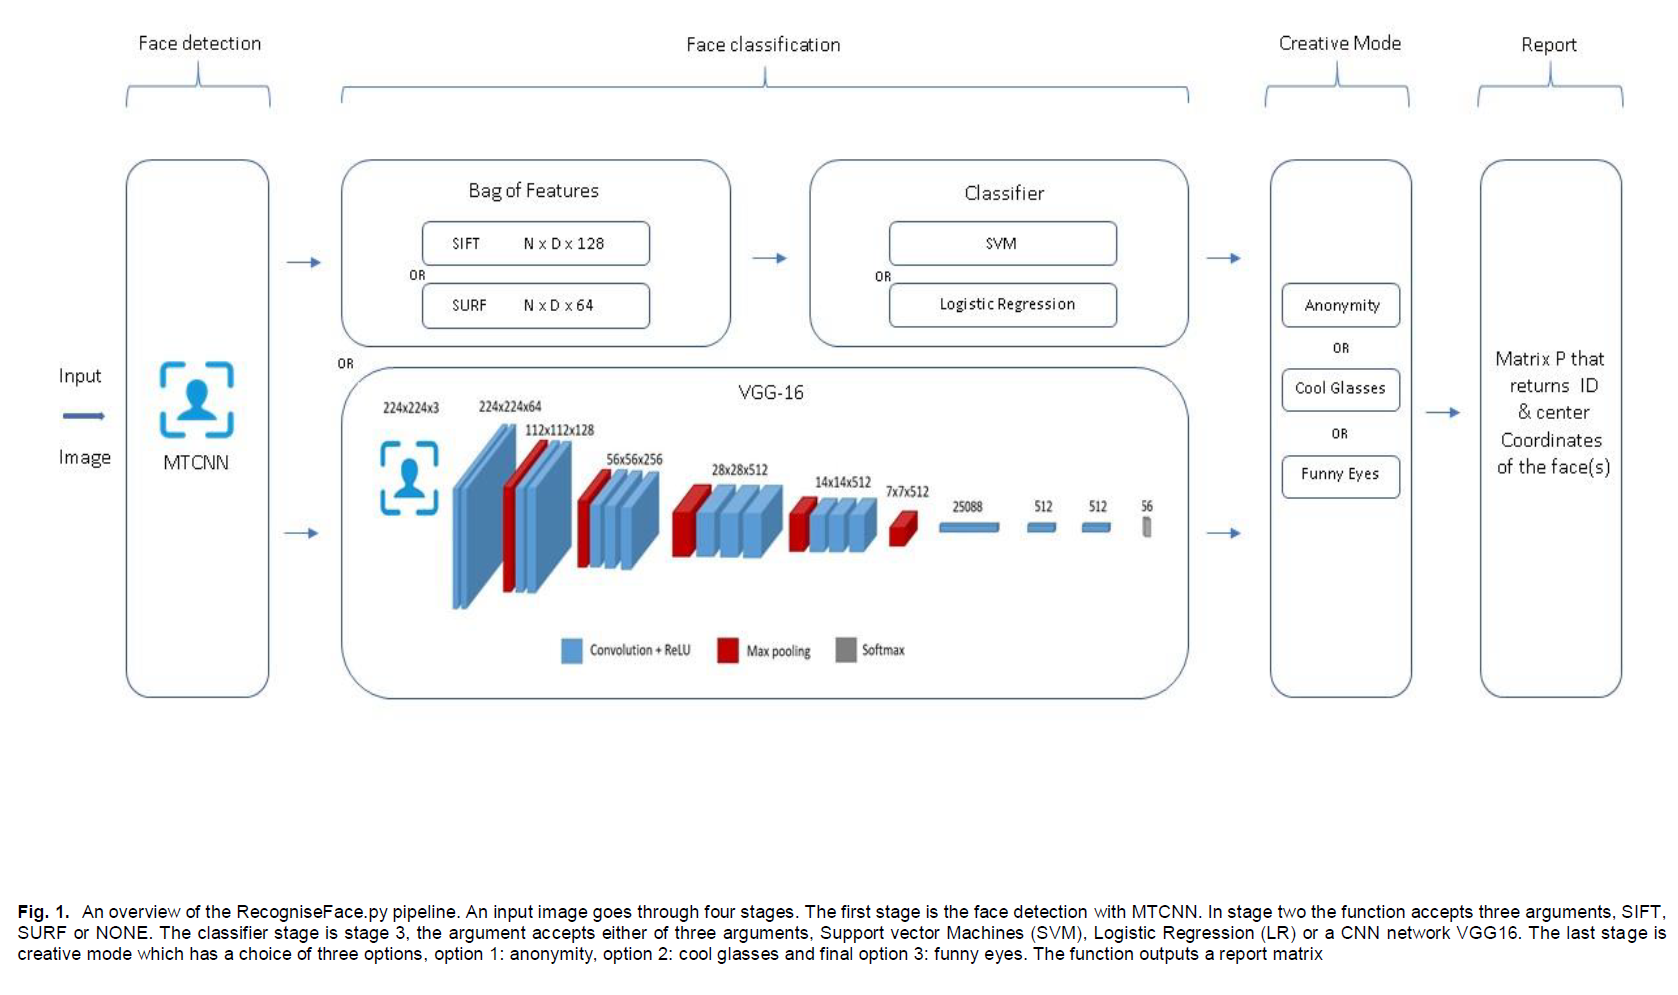 Face detection
Face classification
Creative Mode
Report
Input
Image
MTCNN
Bag of Features
SIFT N x D x 128
OR
SURF N x D x 64
Classifier
SVM
OR
Logistic Regression
OR
VGG-16
224x224x3
224x224x64
112x112x128
56x56x256
28x28x512
14x14x512
7x7x512
25088
512
512
56
Convolution + ReLU
Max pooling
Softmax
Anonymity
OR
Cool Glasses
OR
Funny Eyes
Matrix P that
returns ID
& center
Coordinates
of the face(s)
Fig. 1. An overview of the RecogniseFace.py pipeline. An input image goes through four stages. The first stage is the face detection with MTCNN. In stage two the function accepts three arguments, SIFT,
SURF or NONE. The classifier stage is stage 3, the argument accepts either of three arguments, Support vector Machines (SVM), Logistic Regression (LR) or a CNN network VGG16. The last stage is
creative mode which has a choice of three options, option 1: anonymity, option 2: cool glasses and final option 3: funny eyes. The function outputs a report matrix